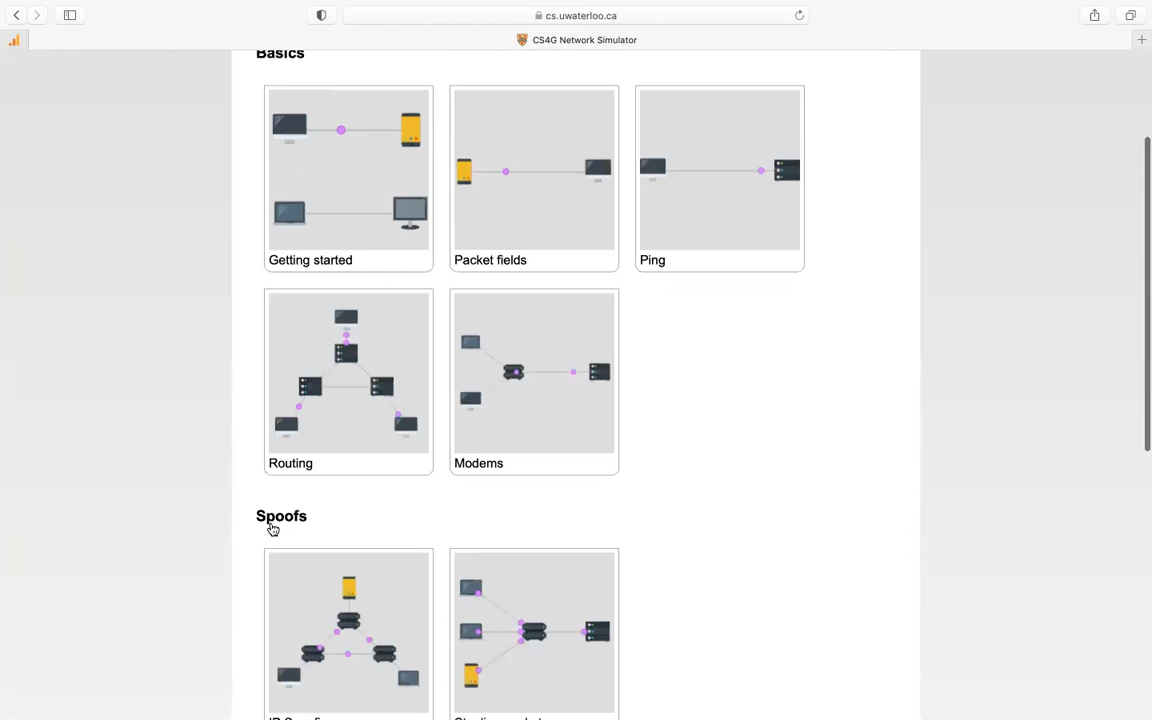 cs.uwaterloo.ca
CS4G Network Simulator
Basics
Getting started
Packet fields
Ping
Routing
Modems
Spoofs